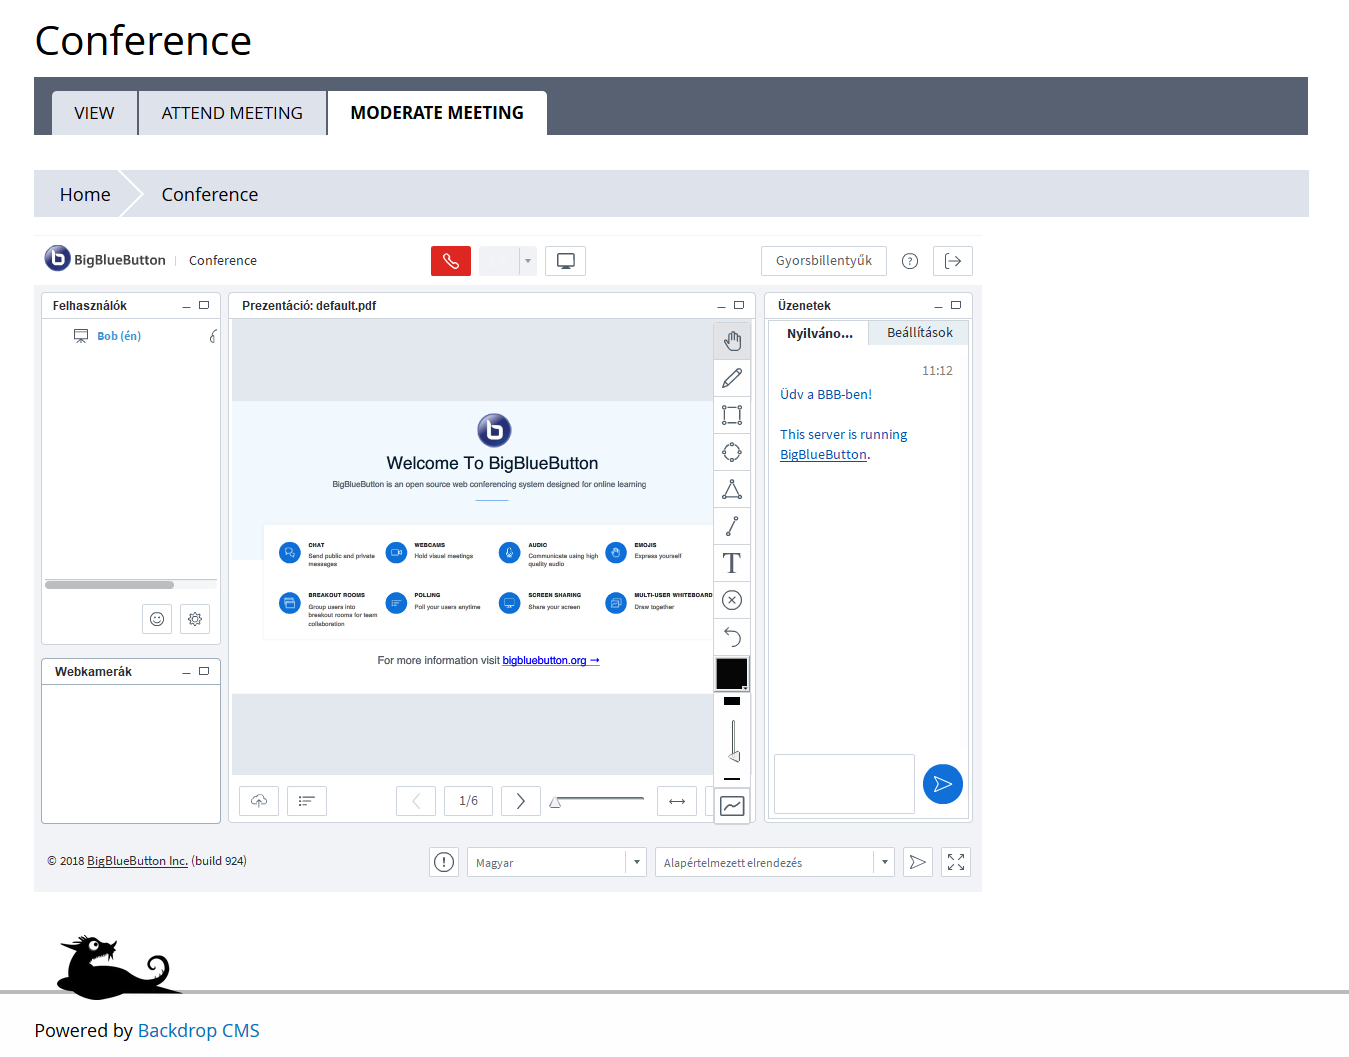 Conference
VIEW
ATTEND MEETING
MODERATE MEETING
Home
Conference
BigBlueButton
Conference
Gyorsbillentyűk
?
Felhasználók
Bob (én)
Webkamerák
Prezentáció: default.pdf
Welcome To BigBlueButton
BigBlueButton is an open source web conferencing system designed for online learning
CHAT
Send public and private
messages
WEBCAMS
Hold visual meetings
AUDIO
Communicate using high
quality audio
EMOJIS
Express yourself
BREAKOUT ROOMS
Group users into
breakout rooms for team
collaboration
POLLING
Poll your users anytime
SCREEN SHARING
Share your screen
MULTI-USER WHITEBOARD
Draw together
For more information visit bigbluebutton.org →
T
1/6
Üzenetek
Nyilváno...
Beállítások
11:12
Üdv a BBB-ben!
This server is running
BigBlueButton.
© 2018 BigBlueButton Inc. (build 924)
Magyar
Alapértelmezett elrendezés
Powered by Backdrop CMS